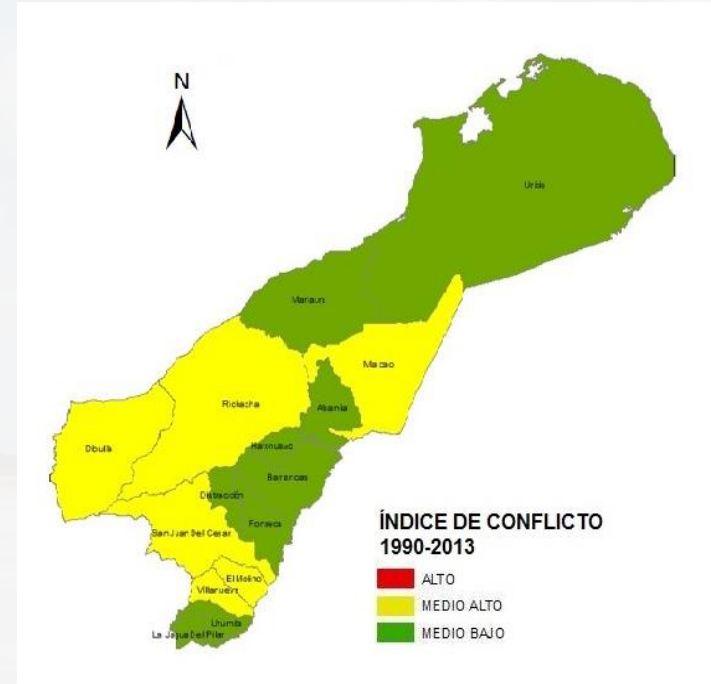 N
Uribia
Manaure
Maicao
Riohacha
Albania
Dibulla
Hatonuevo
Barrancas
Distracción
Fonseca
San Juan Del Cesar
El Molino
Villanueva
Urumita
La Jagua Del Pilar
ÍNDICE DE CONFLICTO
1990-2013
ALTO
MEDIO ALTO
MEDIO BAJO